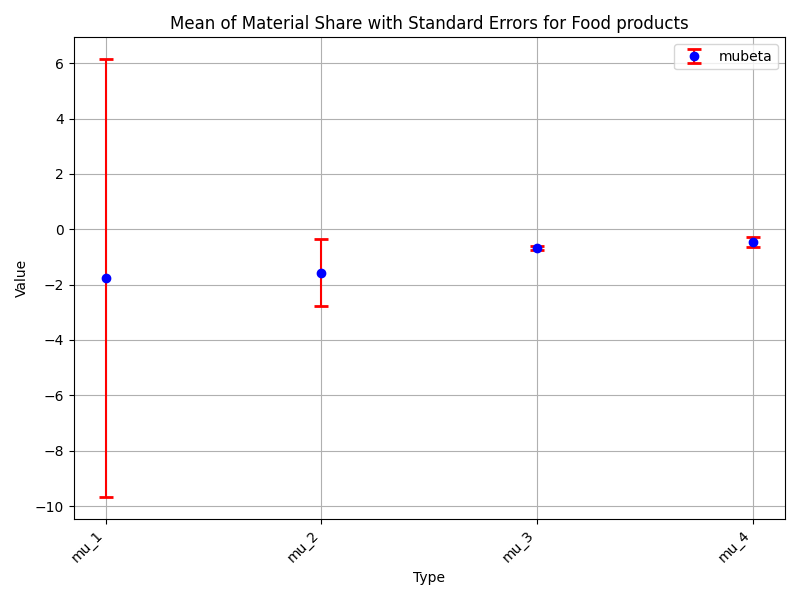 Mean of Material Share with Standard Errors for Food products
mubeta
6
4
2
0
−2
−4
−6
−8
−10
Value
mu_1
mu_2
mu_3
mu_4
Type